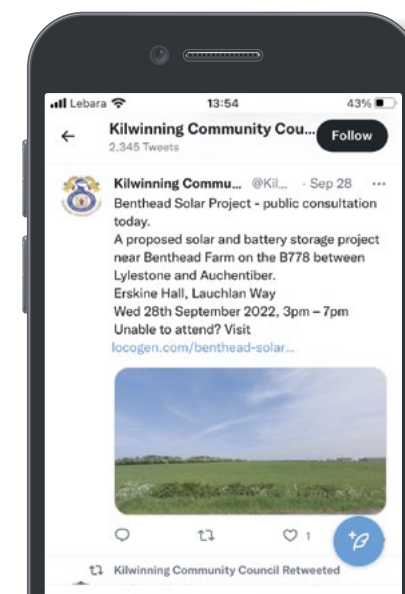 Lebara 13:54 43%
Kilwinning Community Cou... Follow
2,345 Tweets
Kilwinning Commu... @Kil... · Sep 28 ...
Benthead Solar Project - public consultation
today.
A proposed solar and battery storage project
near Benthead Farm on the B778 between
Lylestone and Auchentiber.
Erskine Hall, Lauchlan Way
Wed 28th September 2022, 3pm – 7pm
Unable to attend? Visit
locogen.com/benthead-solar...
1
Kilwinning Community Council Retweeted